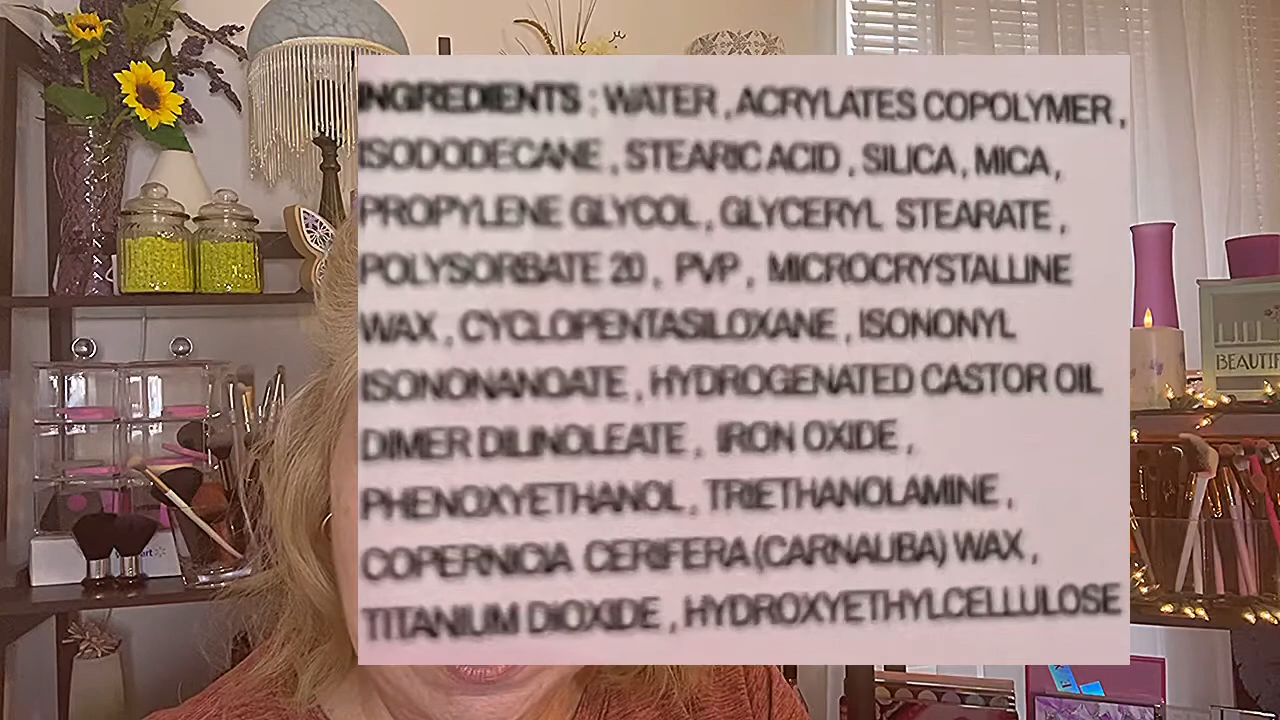 INGREDIENTS : WATER , ACRYLATES COPOLYMER ,
ISODODECANE , STEARIC ACID , SILICA , MICA ,
PROPYLENE GLYCOL , GLYCERYL STEARATE ,
POLYSORBATE 20 , PVP , MICROCRYSTALLINE
WAX , CYCLOPENTASILOXANE , ISONONYL
ISONONANOATE , HYDROGENATED CASTOR OIL
DIMER DILINOLEATE , IRON OXIDE ,
PHENOXYETHANOL , TRIETHANOLAMINE ,
COPERNICIA CERIFERA (CARNAUBA) WAX ,
TITANIUM DIOXIDE , HYDROXYETHYLCELLULOSE